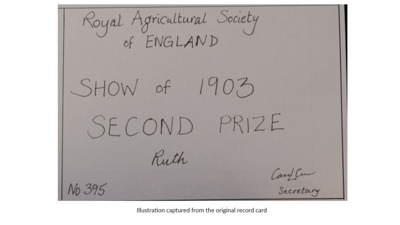 Royal Agricultural Society
of ENGLAND
SHOW of 1903
SECOND PRIZE
Ruth
No 395
Secretary
Illustration captured from the original record card